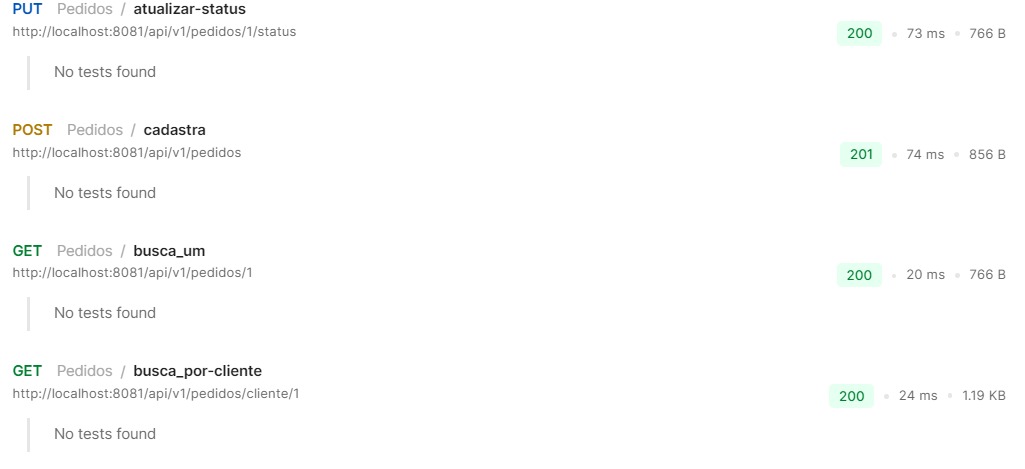 PUT Pedidos / atualizar-status
http://localhost:8081/api/v1/pedidos/1/status
200 • 73 ms • 766 B
No tests found
POST Pedidos / cadastra
http://localhost:8081/api/v1/pedidos
201 • 74 ms • 856 B
No tests found
GET Pedidos / busca_um
http://localhost:8081/api/v1/pedidos/1
200 • 20 ms • 766 B
No tests found
GET Pedidos / busca_por-cliente
http://localhost:8081/api/v1/pedidos/cliente/1
200 • 24 ms • 1.19 KB
No tests found